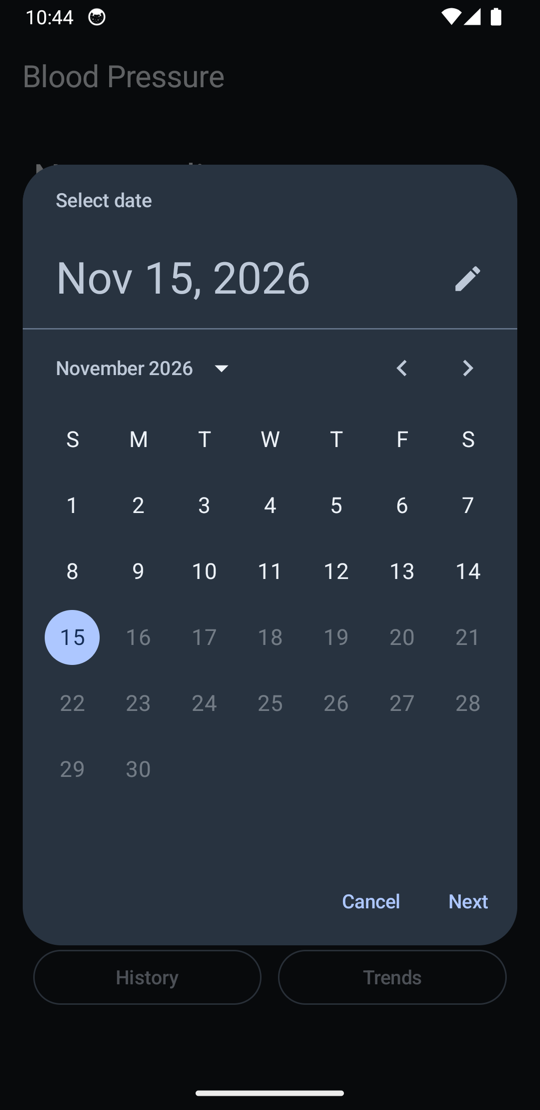 10:44
Blood Pressure
Select date
Nov 15, 2026
November 2026
S M T W T F S
1 2 3 4 5 6 7
8 9 10 11 12 13 14
15 16 17 18 19 20 21
22 23 24 25 26 27 28
29 30
Cancel Next
History Trends